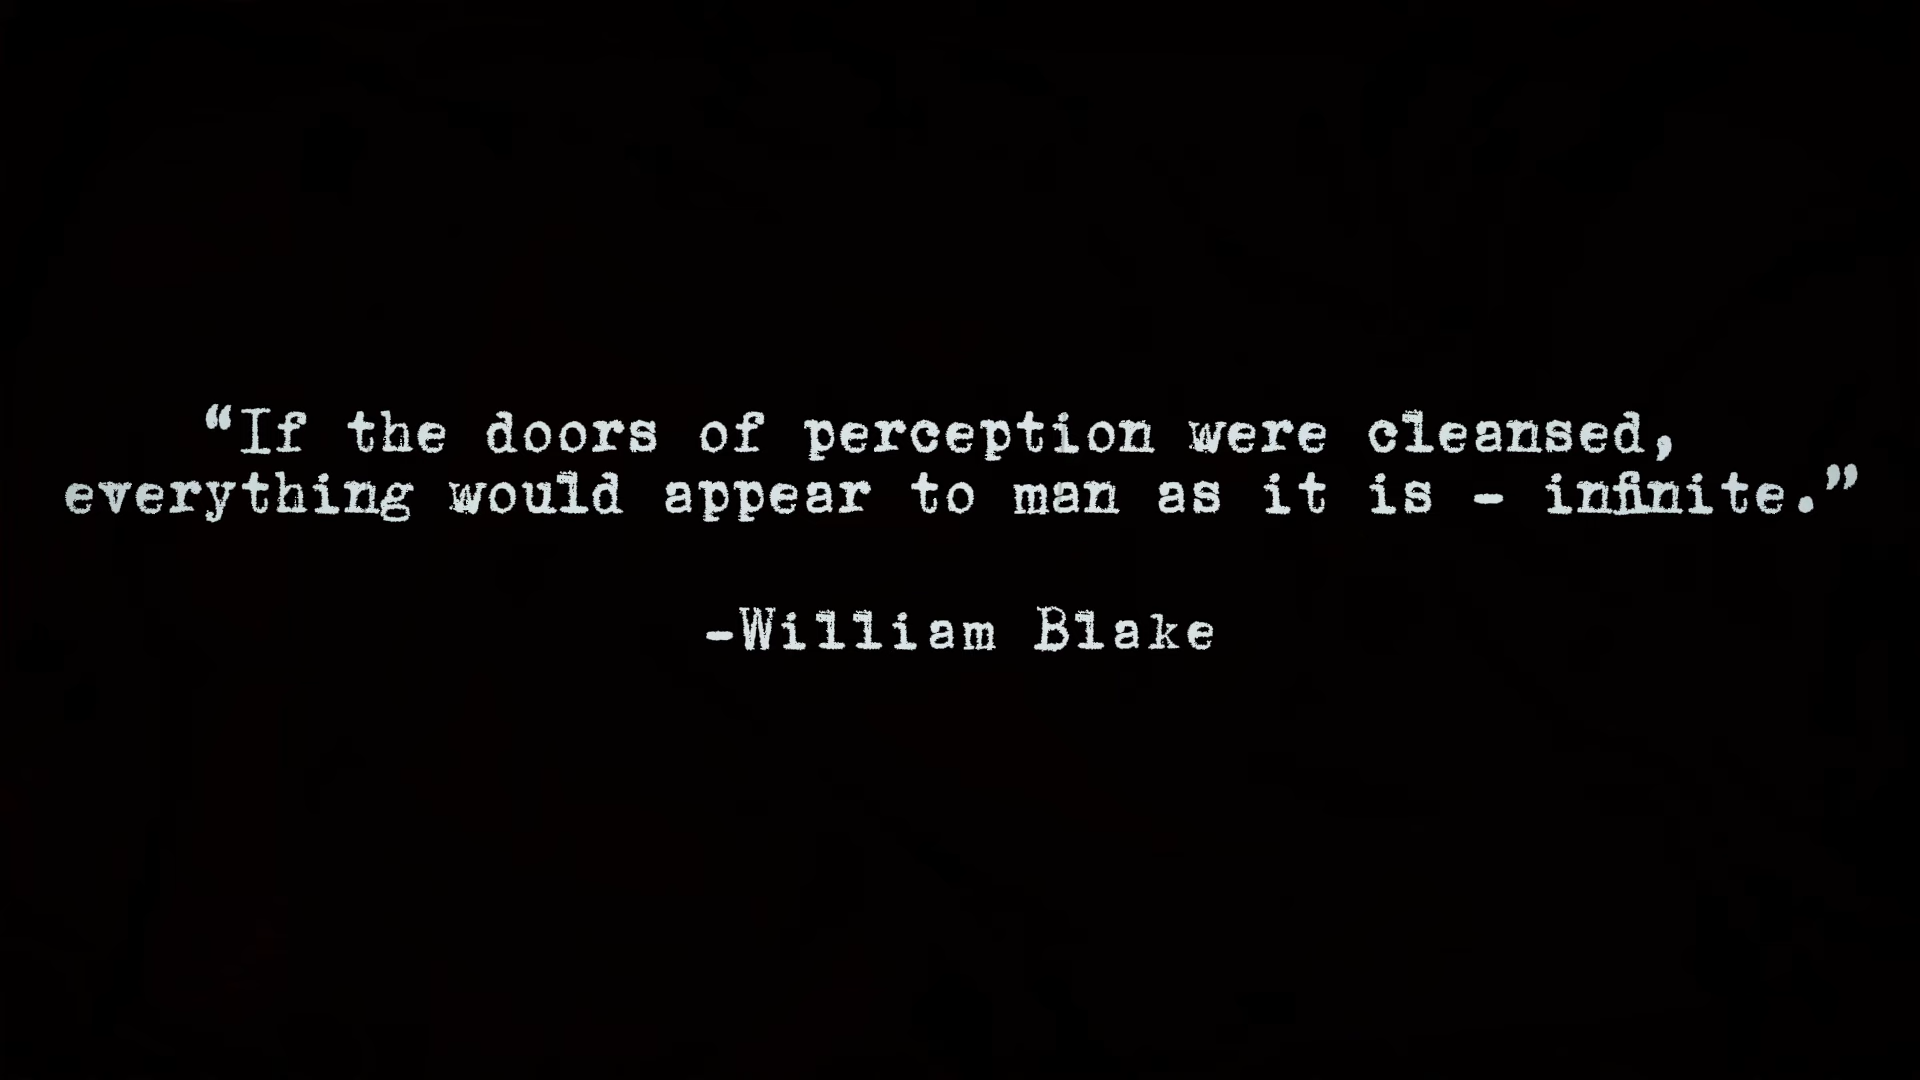 “If the doors of perception were cleansed,
everything would appear to man as it is - infinite.”
-William Blake